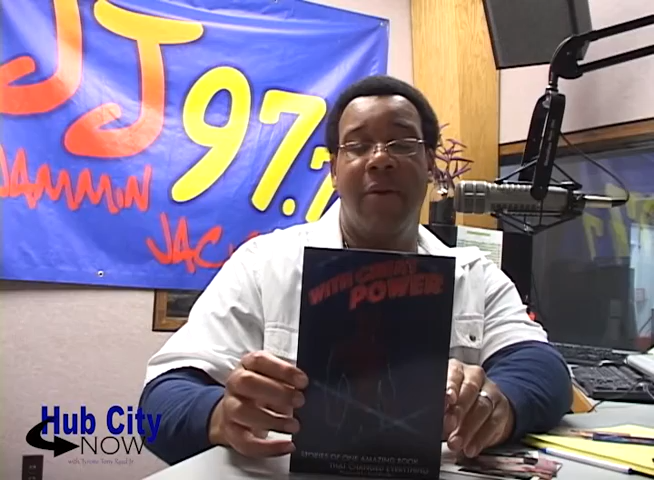 JJ 97.7
JAMMIN
JAC
WITH GREAT
POWER
STORIES OF ONE AMAZING BOOK
THAT CHANGED EVERYTHING
Hub City
NOW